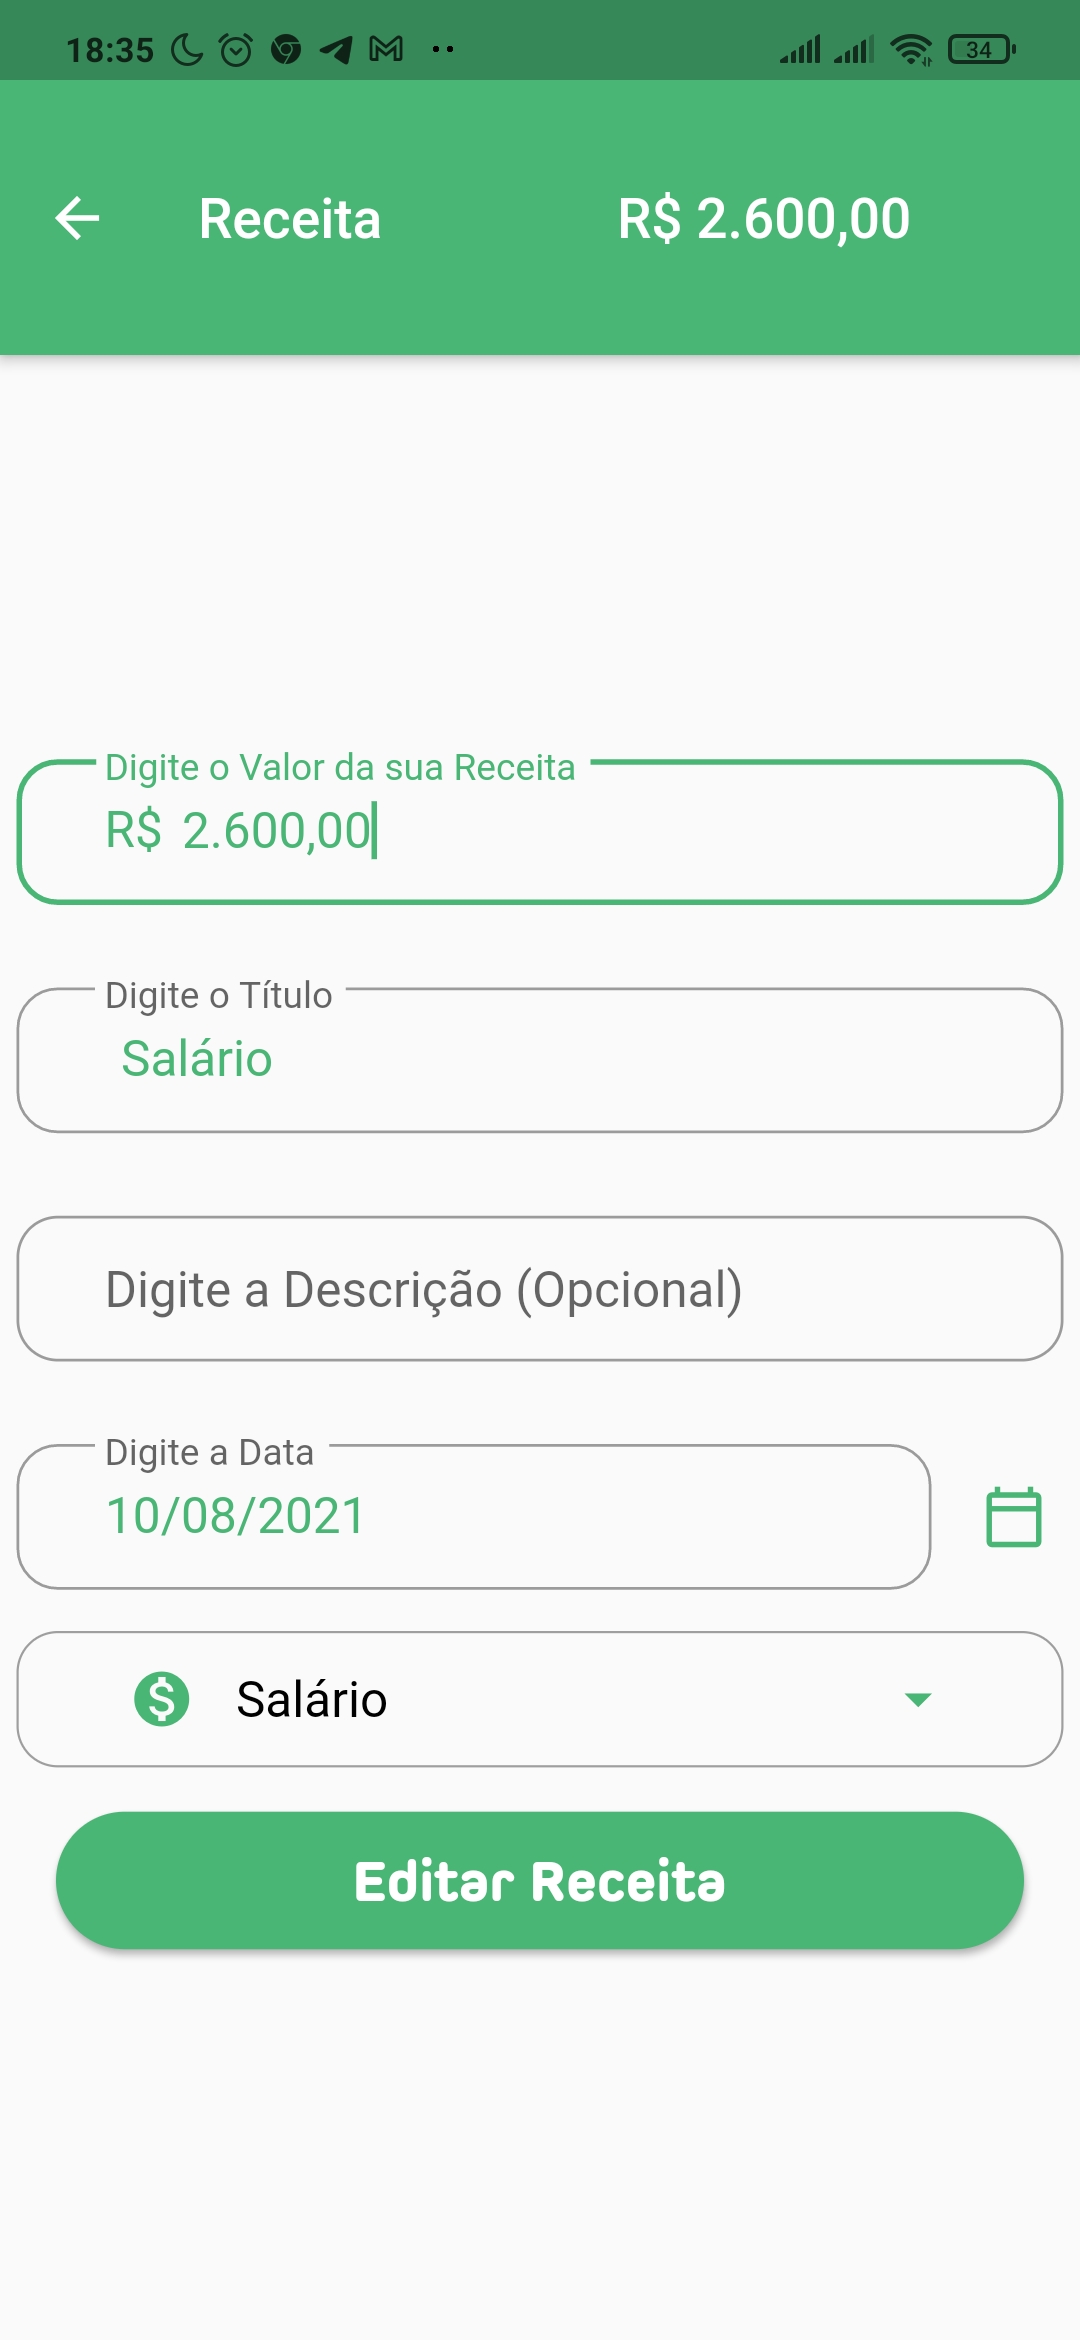 18:35
34
Receita
R$ 2.600,00
Digite o Valor da sua Receita
R$ 2.600,00
Digite o Título
Salário
Digite a Descrição (Opcional)
Digite a Data
10/08/2021
Salário
Editar Receita